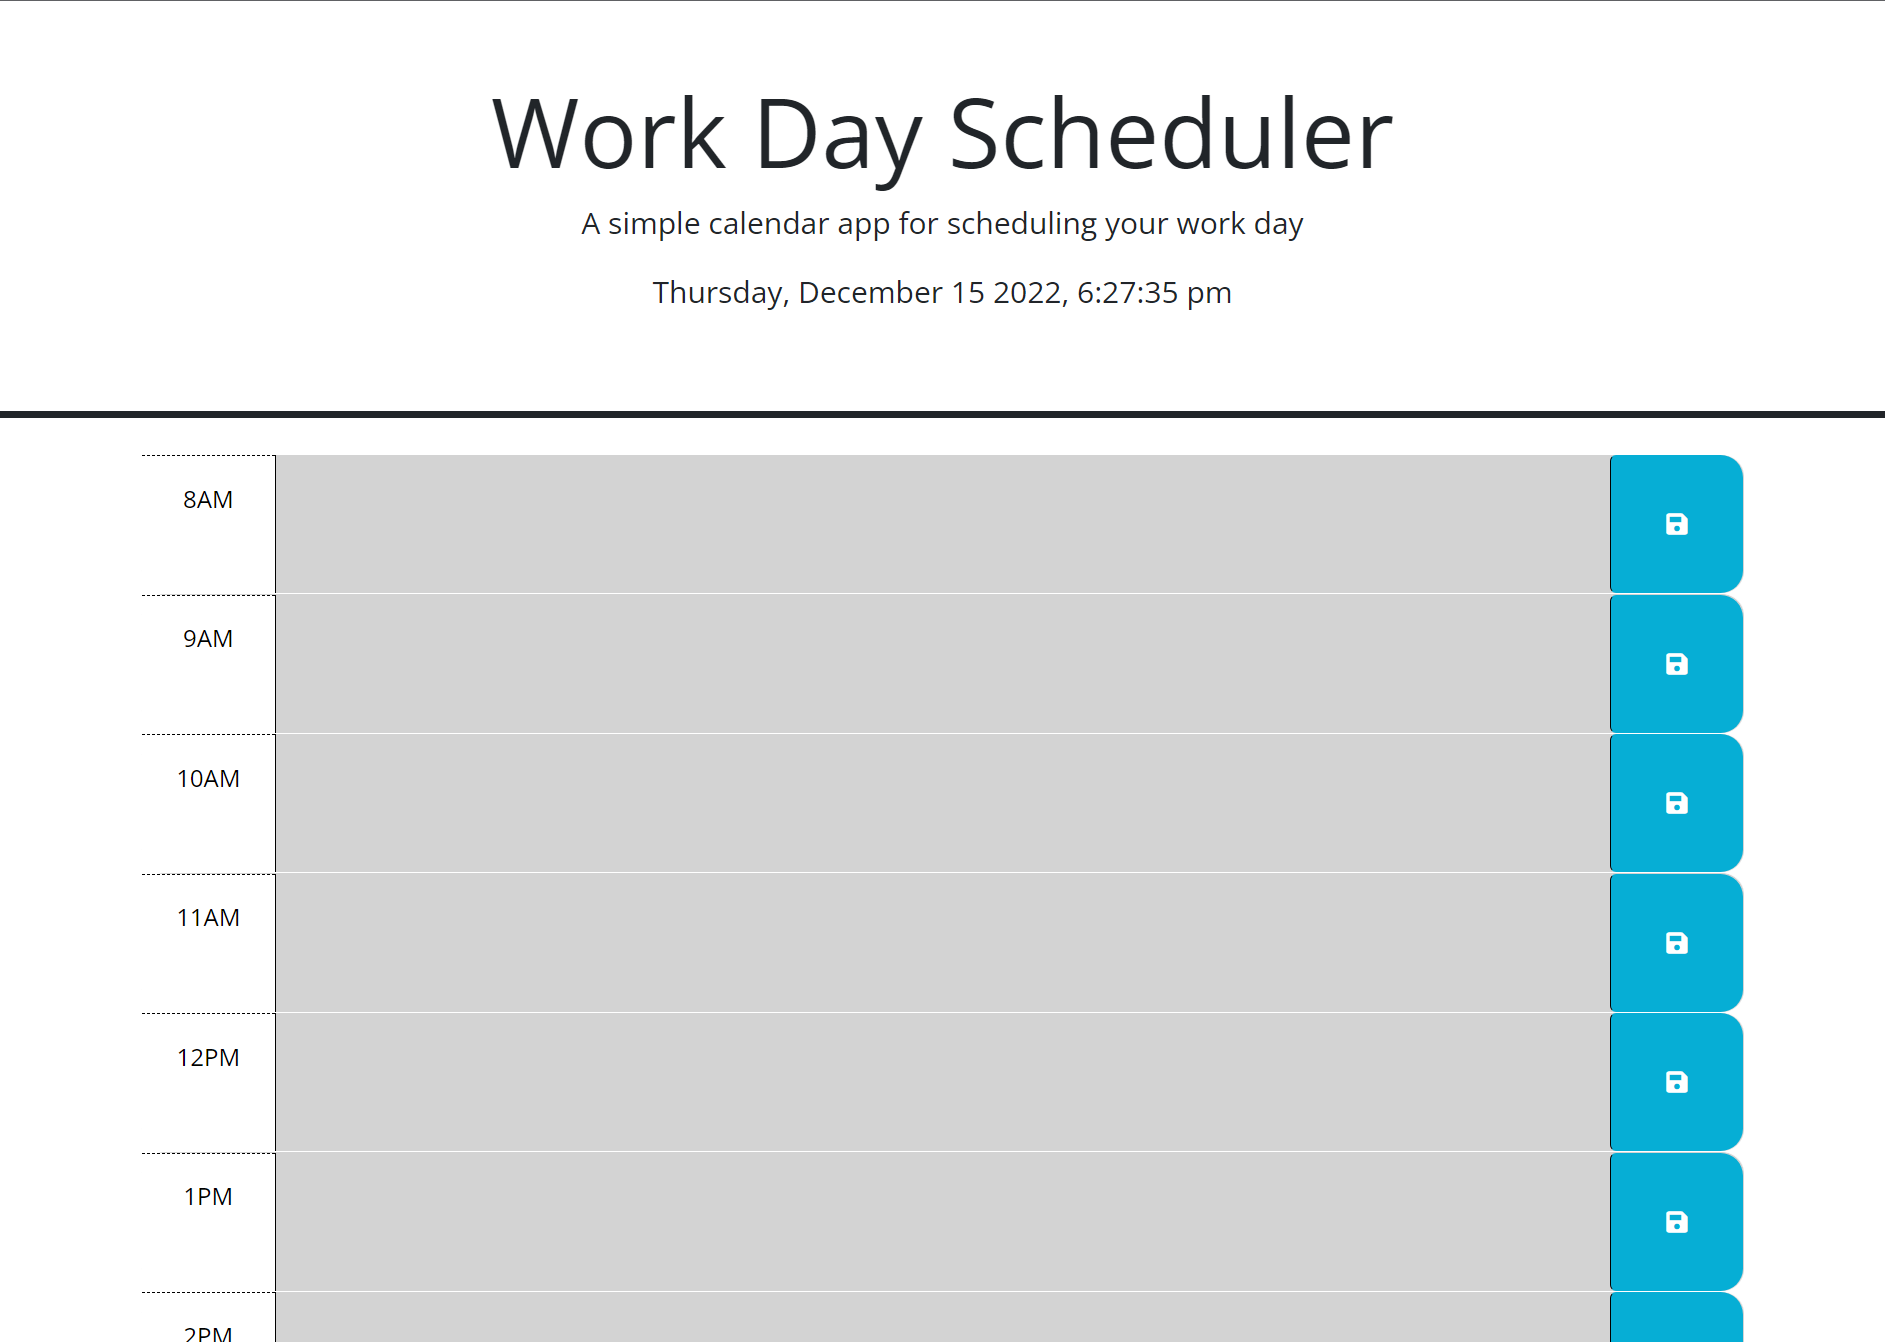 Work Day Scheduler
A simple calendar app for scheduling your work day
Thursday, December 15 2022, 6:27:35 pm
8AM
9AM
10AM
11AM
12PM
1PM
2PM